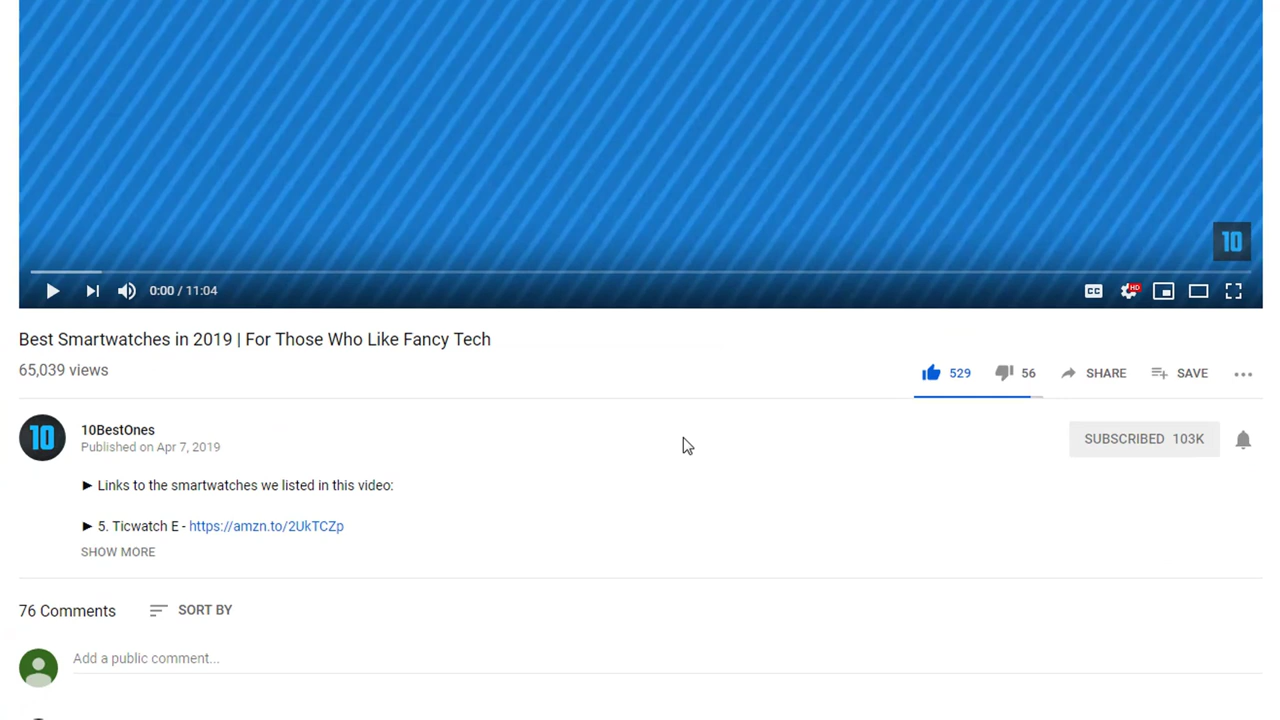 10
0:00 / 11:04
CC
HD
Best Smartwatches in 2019 | For Those Who Like Fancy Tech
65,039 views
529
56
SHARE
SAVE
10
10BestOnes
Published on Apr 7, 2019
SUBSCRIBED 103K
► Links to the smartwatches we listed in this video:
► 5. Ticwatch E - https://amzn.to/2UkTCZp
SHOW MORE
76 Comments
SORT BY
Add a public comment...